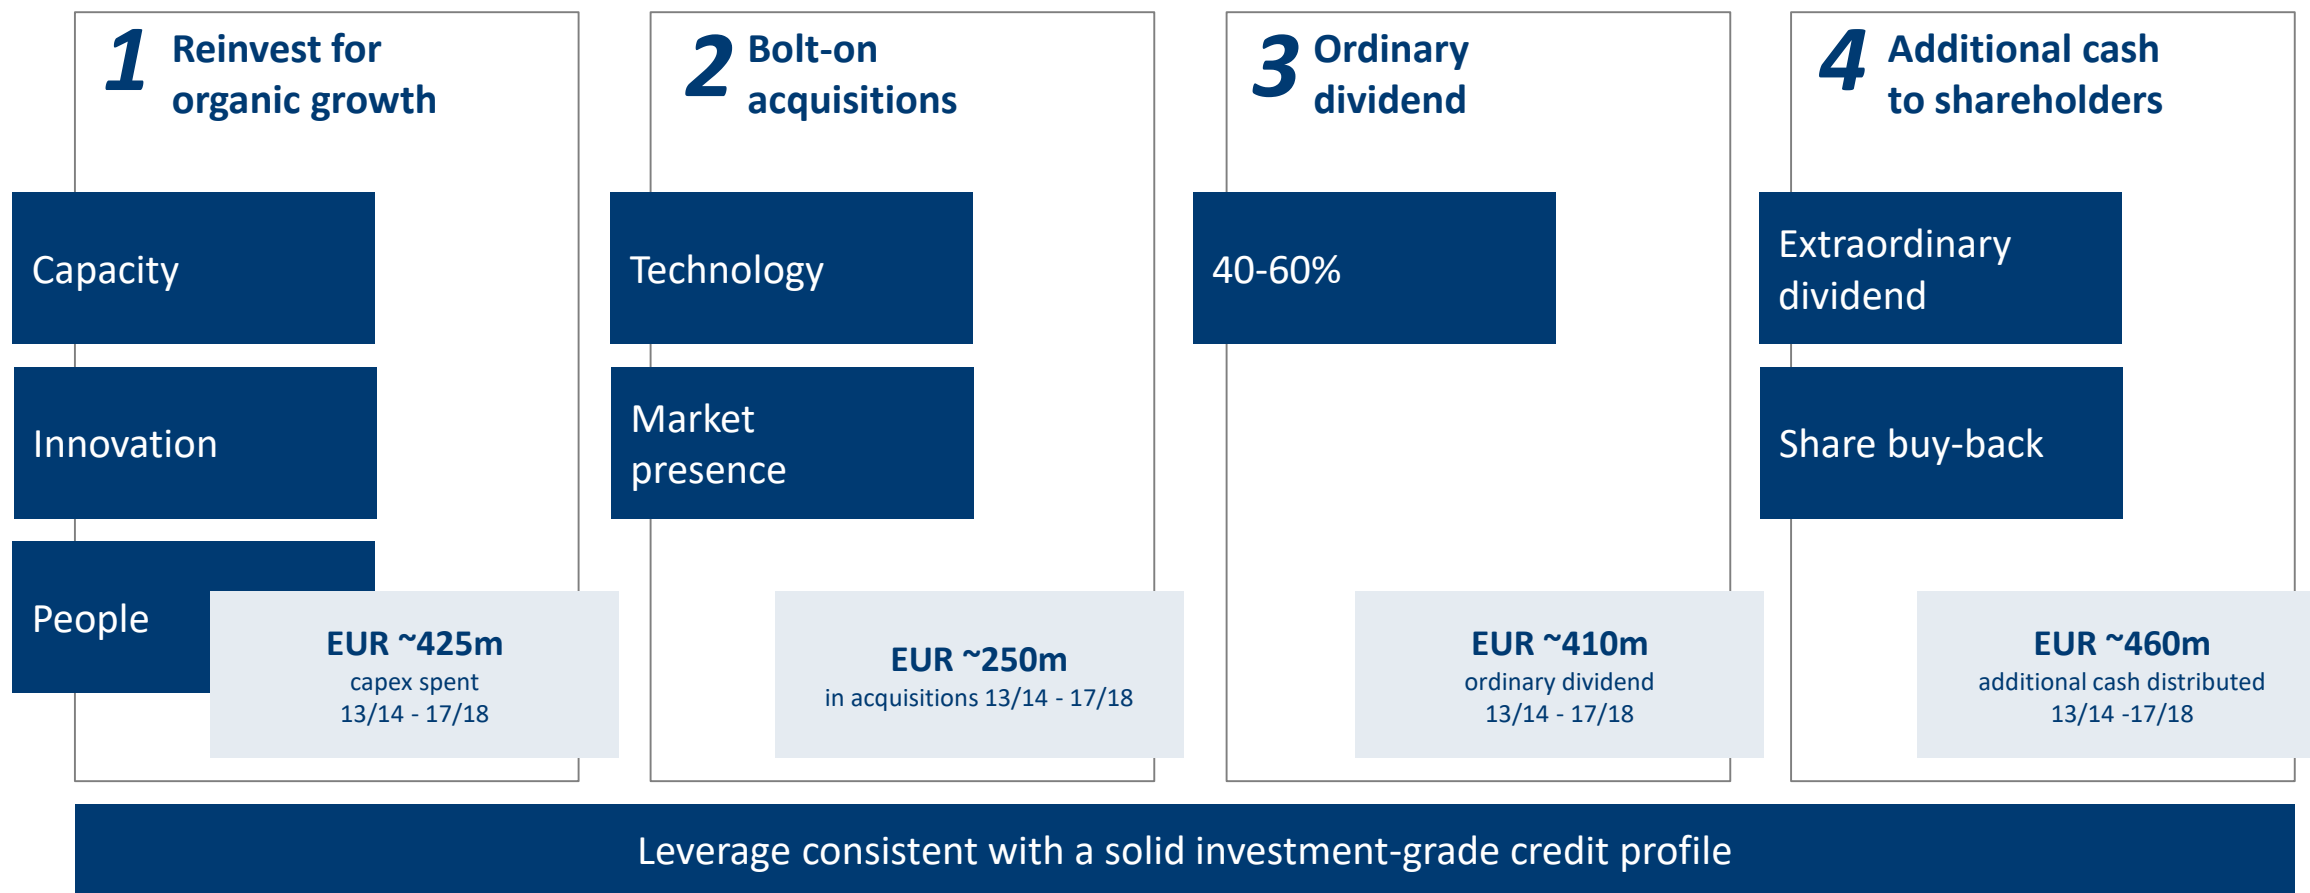 1
Reinvest for
organic growth
Capacity
Innovation
People
EUR ~425m
capex spent
13/14 - 17/18
2
Bolt-on
acquisitions
Technology
Market
presence
EUR ~250m
in acquisitions 13/14 - 17/18
3
Ordinary
dividend
40-60%
EUR ~410m
ordinary dividend
13/14 - 17/18
4
Additional cash
to shareholders
Extraordinary
dividend
Share buy-back
EUR ~460m
additional cash distributed
13/14 -17/18
Leverage consistent with a solid investment-grade credit profile